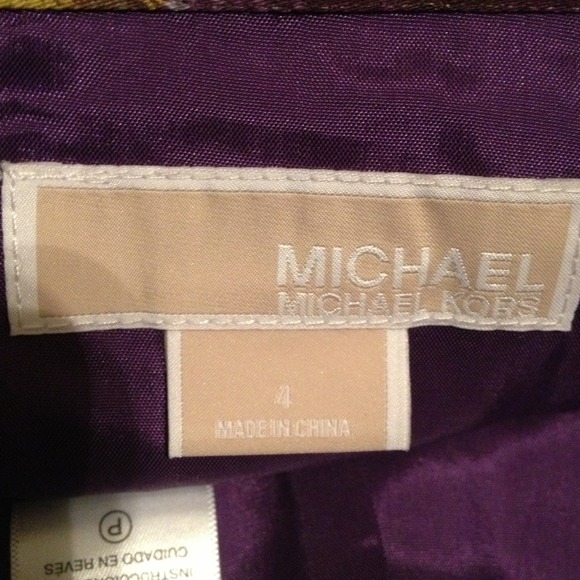 MICHAEL
MICHAEL KORS
4
MADE IN CHINA
P
CUIDADO EN REVES